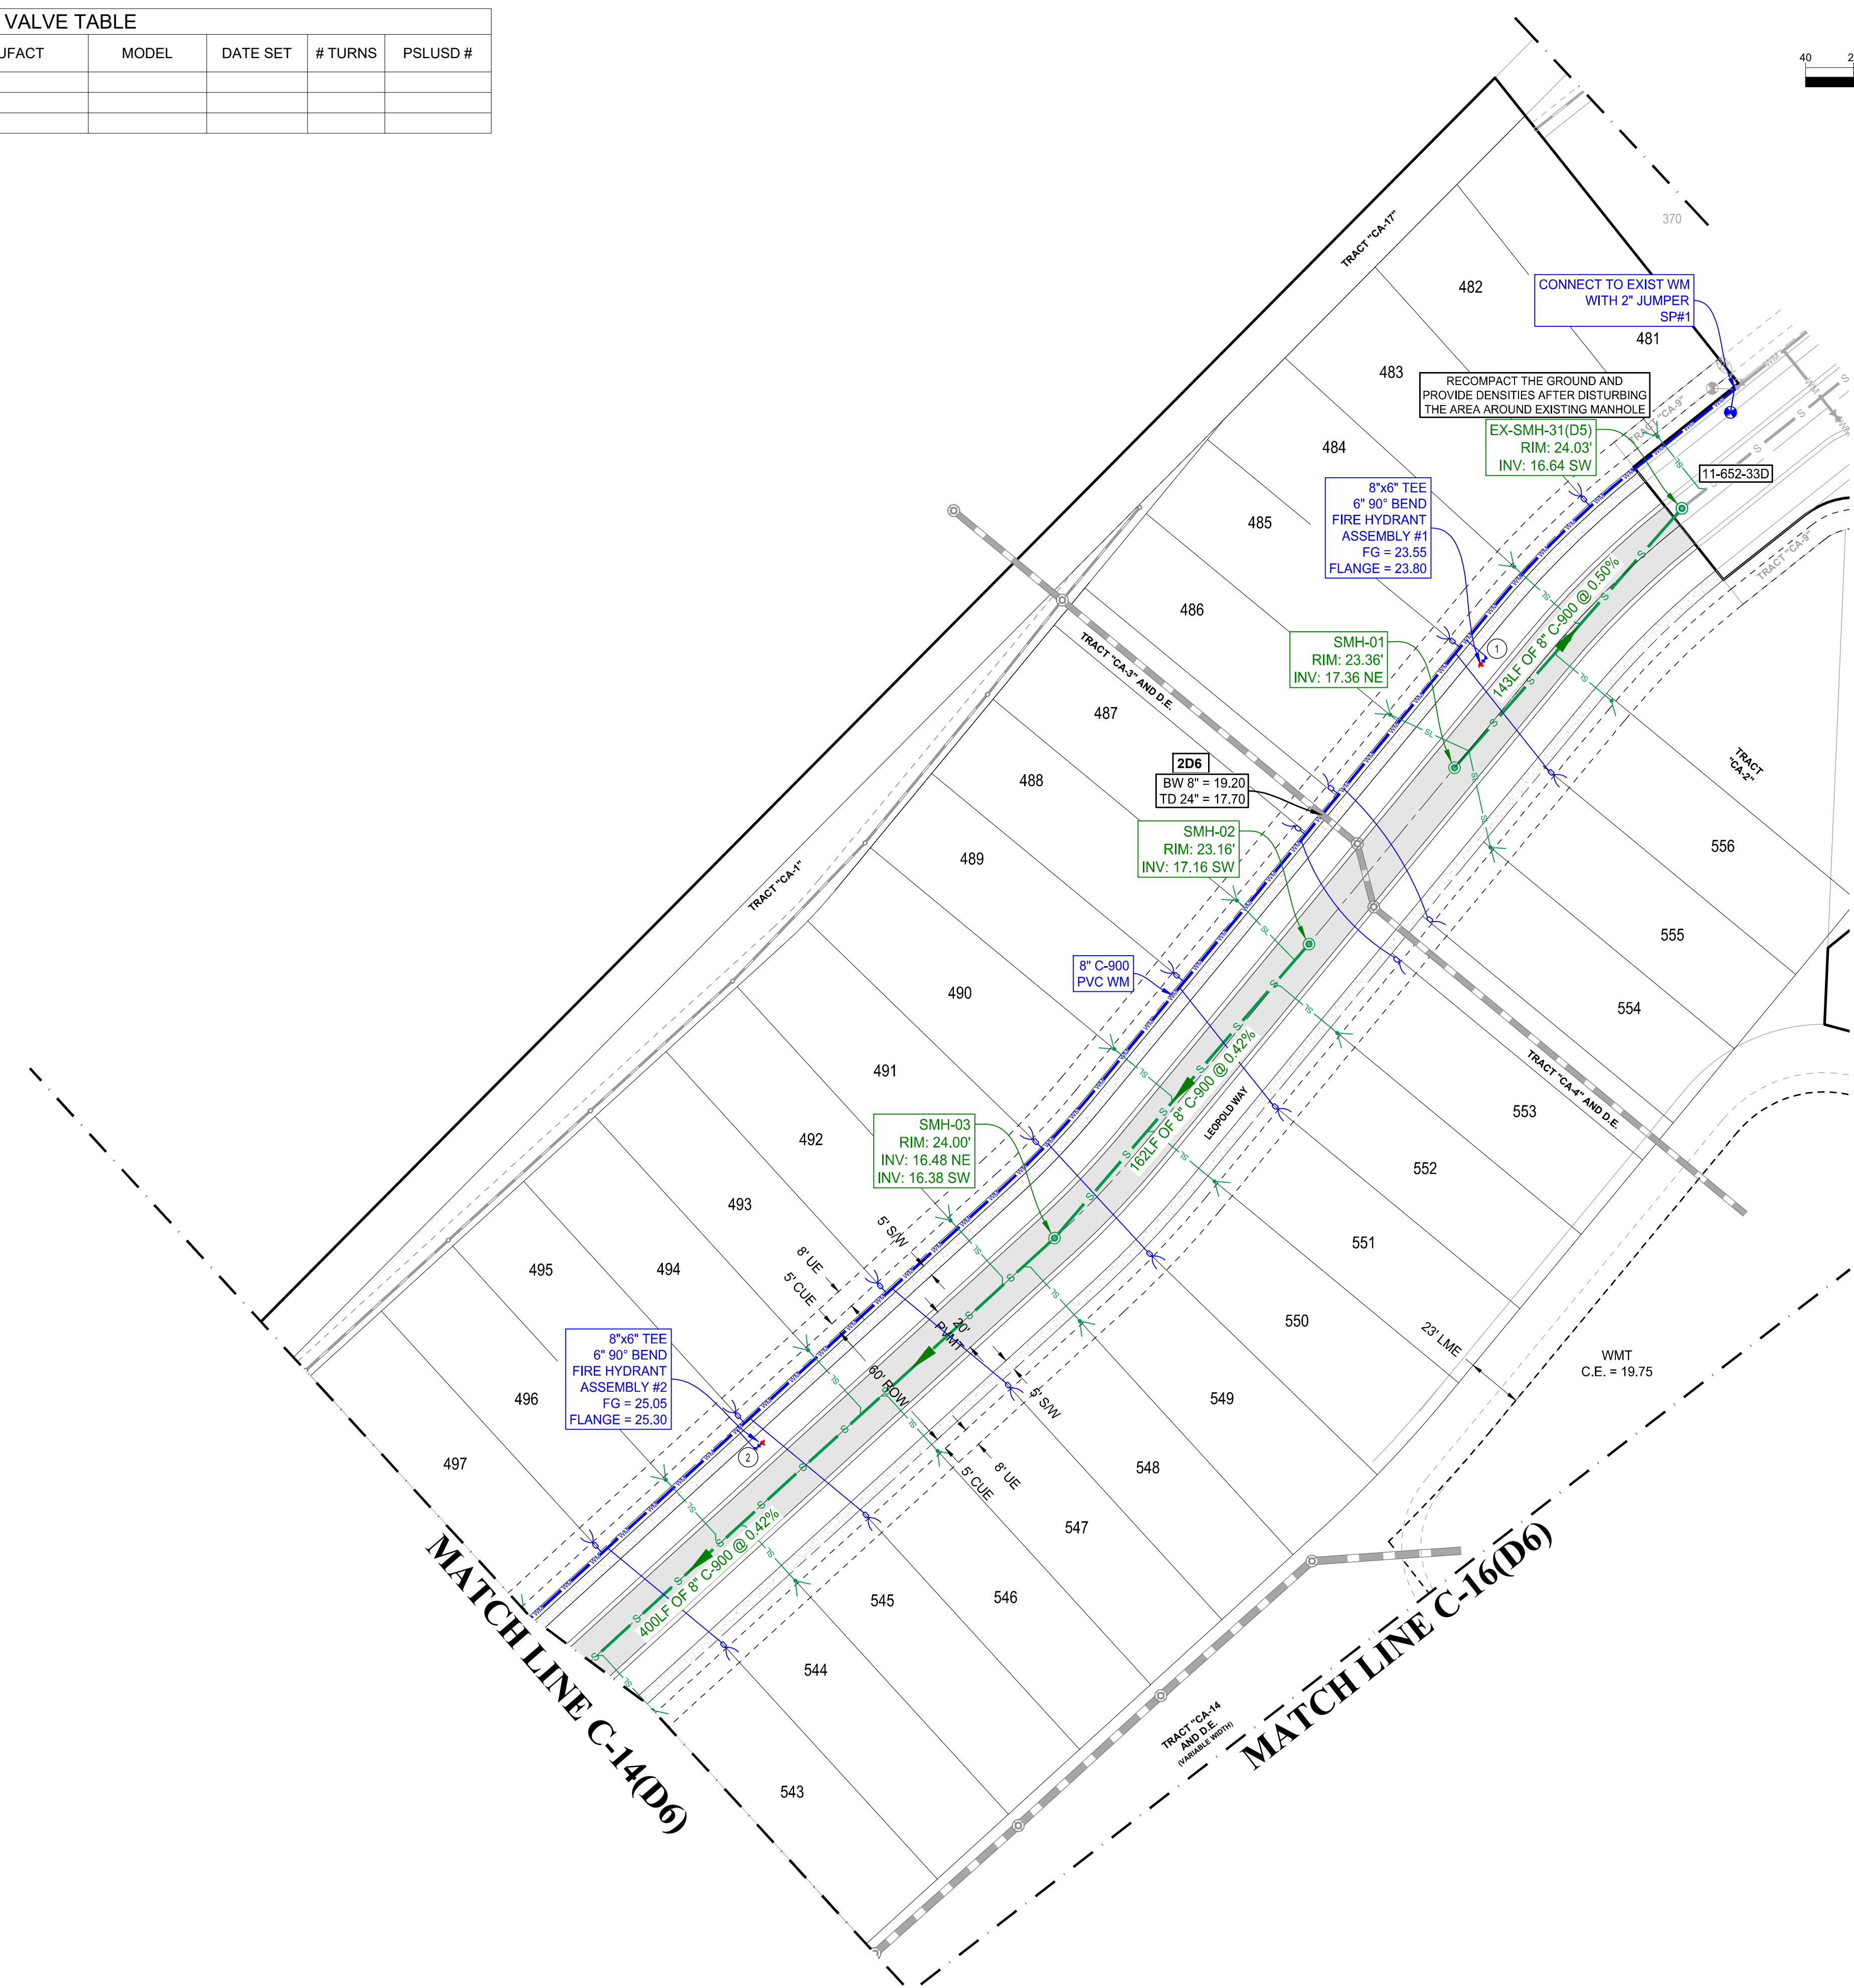 VALVE TABLE
UFACT
MODEL
DATE SET
# TURNS
PSLUSD #
40
2
TRACT "CA-17"
370
482
CONNECT TO EXIST WM
WITH 2" JUMPER
SP#1
481
483
RECOMPACT THE GROUND AND
PROVIDE DENSITIES AFTER DISTURBING
THE AREA AROUND EXISTING MANHOLE
TRACT "CA-9"
EX-SMH-31(D5)
RIM: 24.03'
INV: 16.64 SW
11-652-33D
484
8"x6" TEE
6" 90° BEND
FIRE HYDRANT
ASSEMBLY #1
FG = 23.55
FLANGE = 23.80
485
TRACT "CA-9"
486
SMH-01
RIM: 23.36'
INV: 17.36 NE
1
143LF OF 8" C-900 @ 0.50%
TRACT "CA-3" AND D.E.
487
2D6
BW 8" = 19.20
TD 24" = 17.70
488
TRACT
"CA-2"
SMH-02
RIM: 23.16'
INV: 17.16 SW
489
556
TRACT "CA-1"
555
8" C-900
PVC WM
490
554
491
162LF OF 8" C-900 @ 0.42%
LEOPOLD WAY
TRACT "CA-4" AND D.E.
553
492
SMH-03
RIM: 24.00'
INV: 16.48 NE
INV: 16.38 SW
552
493
5' S/W
551
8' UE
5' CUE
495
494
550
20'
PVMT
23' LME
WMT
C.E. = 19.75
8"x6" TEE
6" 90° BEND
FIRE HYDRANT
ASSEMBLY #2
FG = 25.05
FLANGE = 25.30
60' ROW
496
549
5' S/W
497
2
548
8' UE
5' CUE
547
400LF OF 8" C-900 @ 0.42%
545
546
MATCH LINE C-14(D6)
MATCH LINE C-16(D6)
544
TRACT "CA-14
AND D.E.
(VARIABLE WIDTH)
543
WM
SL
S